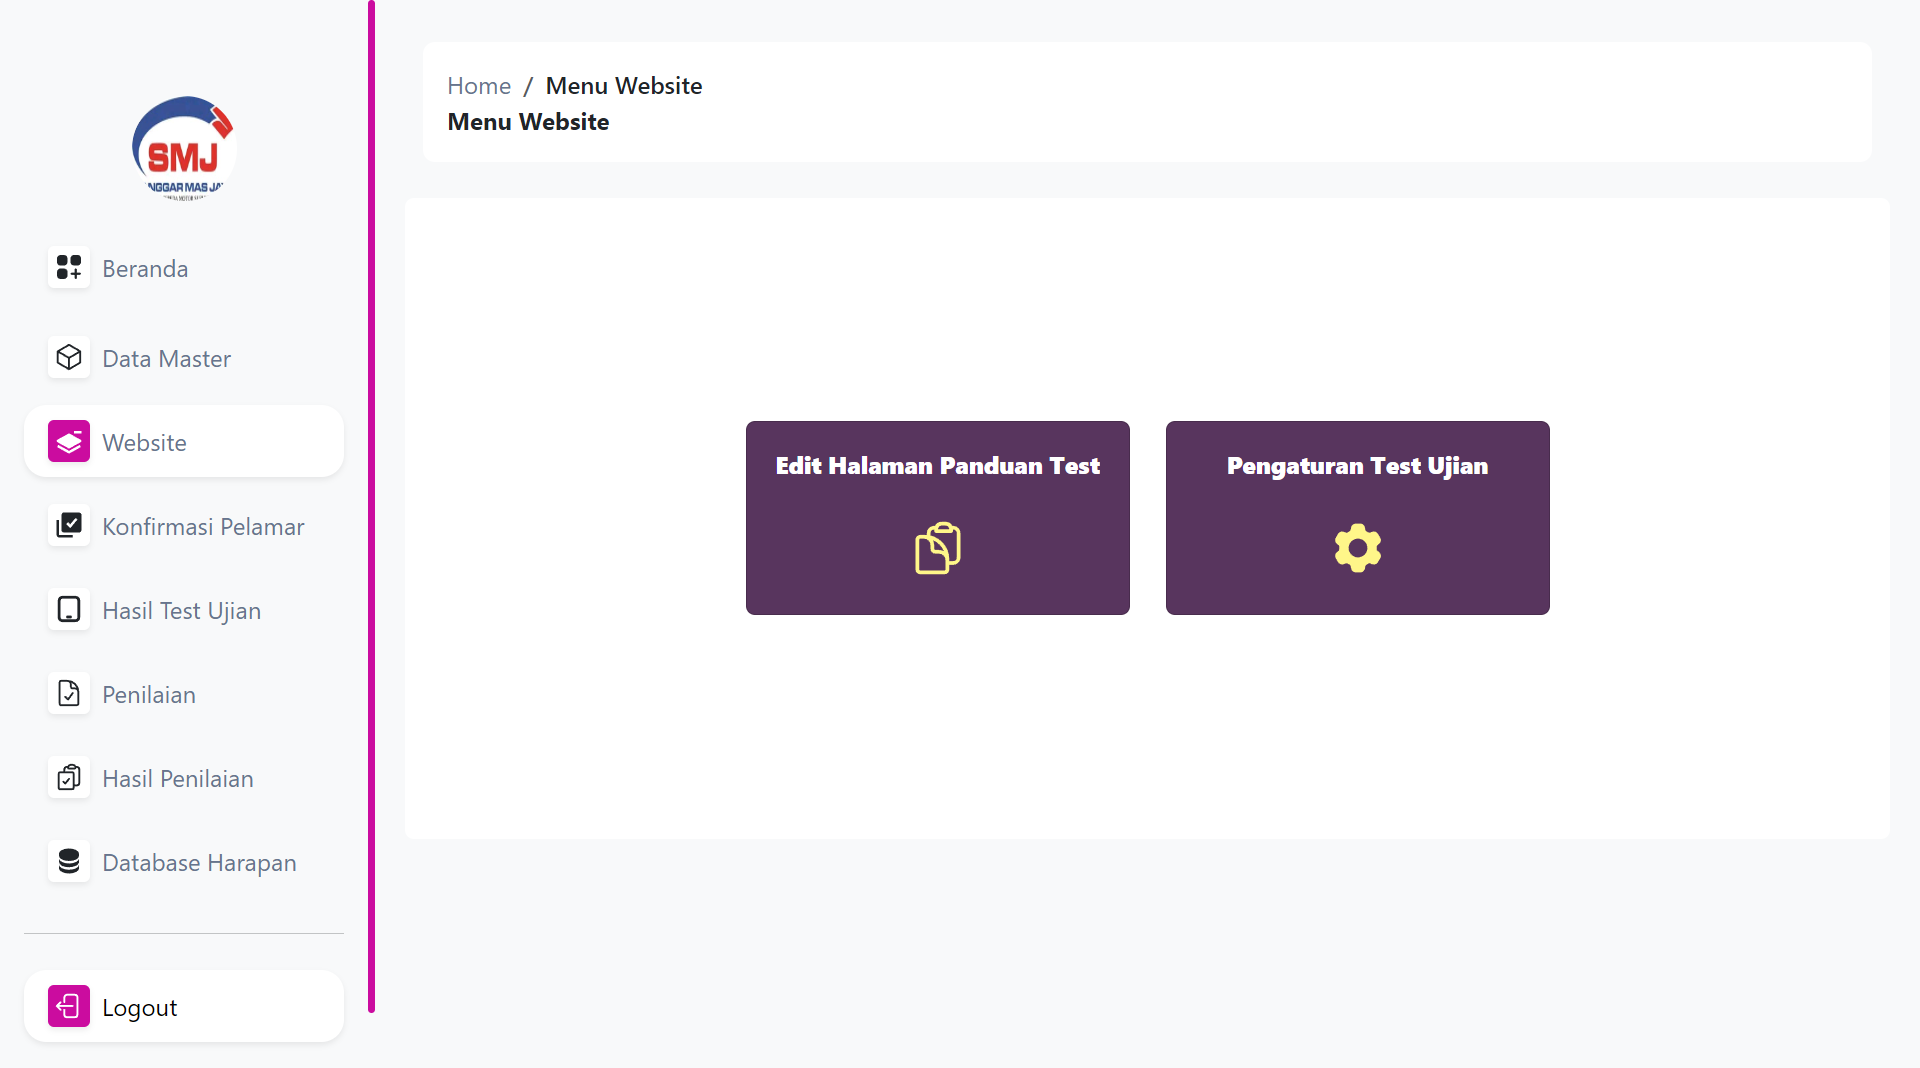 SMJ
NGGAR MAS JA
Beranda
Data Master
Website
Konfirmasi Pelamar
Hasil Test Ujian
Penilaian
Hasil Penilaian
Database Harapan
Logout
Home / Menu Website
Menu Website
Edit Halaman Panduan Test
Pengaturan Test Ujian